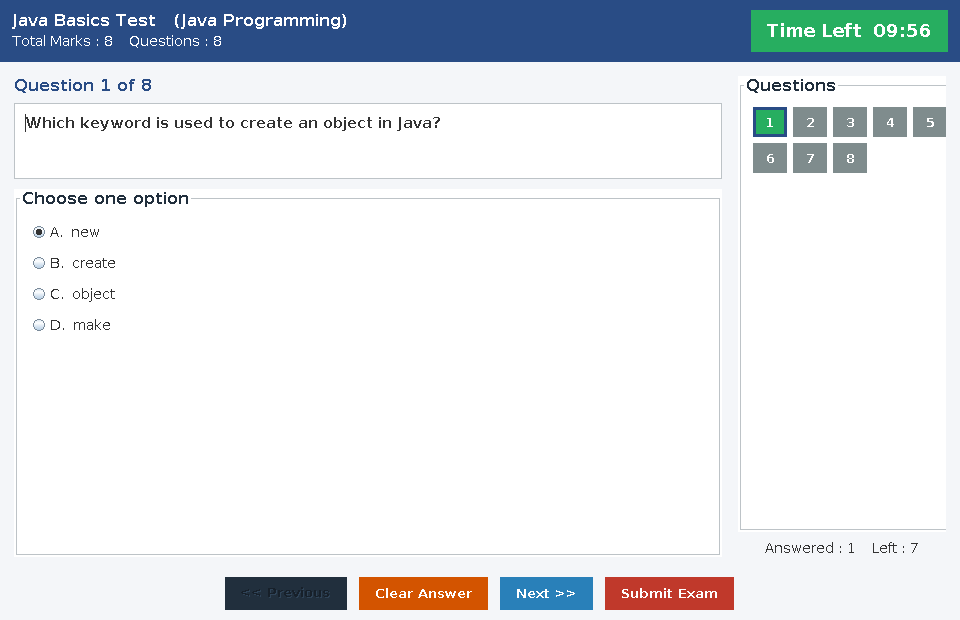 Java Basics Test (Java Programming)
Total Marks : 8 Questions : 8
Time Left 09:56
Question 1 of 8
Which keyword is used to create an object in Java?
Choose one option
A. new
B. create
C. object
D. make
Questions
1 2 3 4 5
6 7 8
Answered : 1 Left : 7
<< Previous
Clear Answer
Next >>
Submit Exam